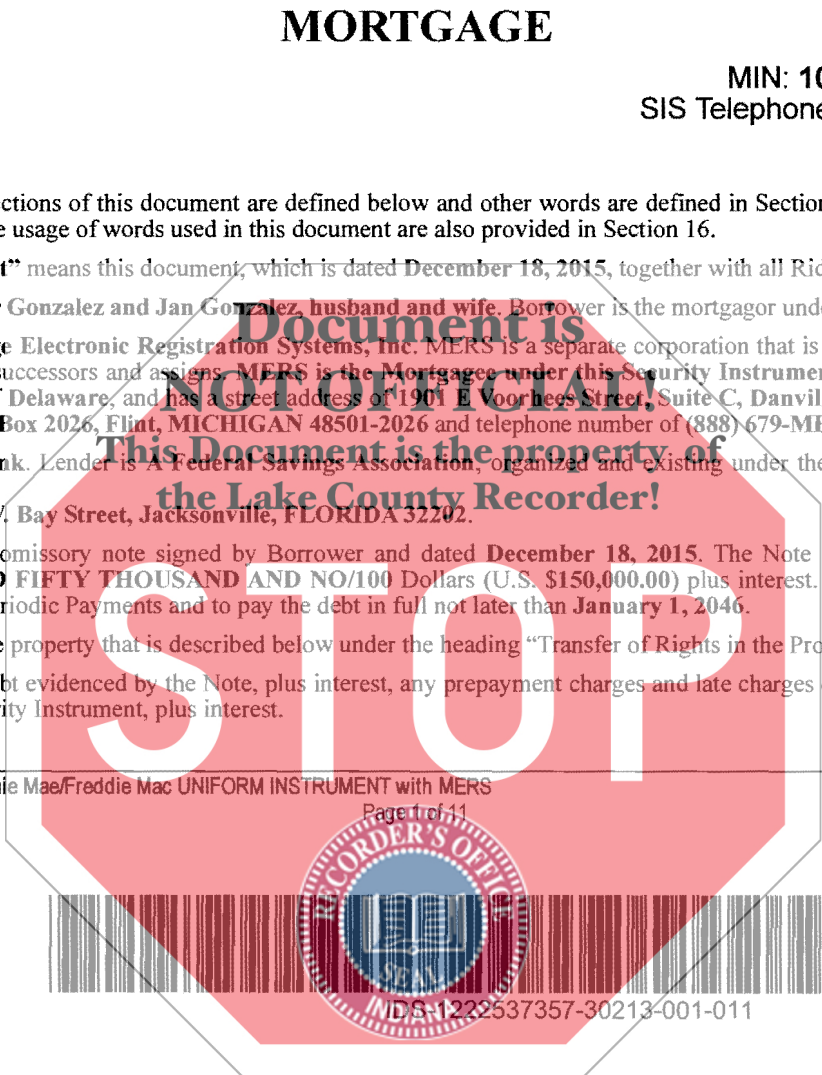 MORTGAGE
MIN: 10
SIS Telephone
ctions of this document are defined below and other words are defined in Section
e usage of words used in this document are also provided in Section 16.
t” means this document, which is dated December 18, 2015, together with all Rid
Gonzalez and Jan Gonzalez, husband and wife. Borrower is the mortgagor unde
e Electronic Registration Systems, Inc. MERS is a separate corporation that is
uccessors and assigns. MERS is the Mortgagee under this Security Instrumen
Delaware, and has a street address of 1901 E Voorhees Street, Suite C, Danvil
Box 2026, Flint, MICHIGAN 48501-2026 and telephone number of (888) 679-ME
nk. Lender is A Federal Savings Association, organized and existing under the
. Bay Street, Jacksonville, FLORIDA 32202.
omissory note signed by Borrower and dated December 18, 2015. The Note
D FIFTY THOUSAND AND NO/100 Dollars (U.S. $150,000.00) plus interest.
riodic Payments and to pay the debt in full not later than January 1, 2046.
e property that is described below under the heading “Transfer of Rights in the Pro
bt evidenced by the Note, plus interest, any prepayment charges and late charges
ity Instrument, plus interest.
Document is
NOT OFFICIAL!
This Document is the property of
the Lake County Recorder!
STOP
nie Mae/Freddie Mac UNIFORM INSTRUMENT with MERS
Page 1 of 11
RECORDER'S OFFICE
SEAL
INDIANA
IDS-1222537357-30213-001-011